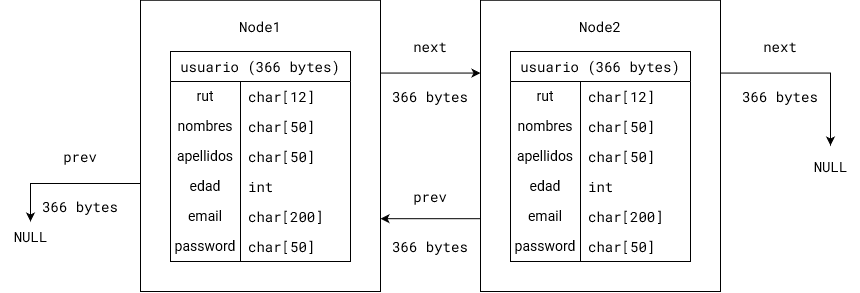 Node1
usuario (366 bytes)
rut char[12]
nombres char[50]
apellidos char[50]
edad int
email char[200]
password char[50]
prev
366 bytes
NULL
next
366 bytes
prev
366 bytes
Node2
usuario (366 bytes)
rut char[12]
nombres char[50]
apellidos char[50]
edad int
email char[200]
password char[50]
next
366 bytes
NULL